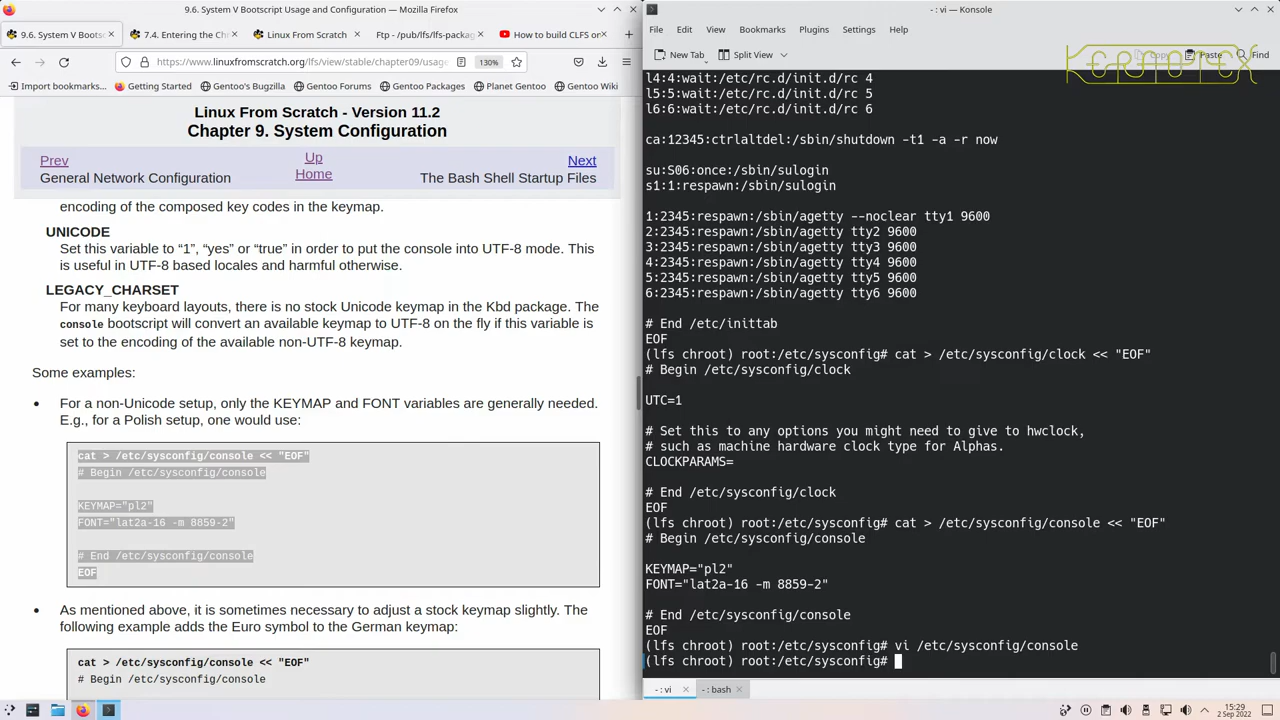 9.6. System V Bootscript Usage and Configuration — Mozilla Firefox
9.6. System V Bootsc
7.4. Entering the Chr
Linux From Scratch
Ftp - /pub/lfs/lfs-packag
How to build CLFS on
https://www.linuxfromscratch.org/lfs/view/stable/chapter09/usage
130%
Import bookmarks...
Getting Started
Gentoo's Bugzilla
Gentoo Forums
Gentoo Packages
Planet Gentoo
Gentoo Wiki
Linux From Scratch - Version 11.2
Chapter 9. System Configuration
Prev
Up
Next
General Network Configuration
Home
The Bash Shell Startup Files
encoding of the composed key codes in the keymap.
UNICODE
Set this variable to “1”, “yes” or “true” in order to put the console into UTF-8 mode. This
is useful in UTF-8 based locales and harmful otherwise.
LEGACY_CHARSET
For many keyboard layouts, there is no stock Unicode keymap in the Kbd package. The
console bootscript will convert an available keymap to UTF-8 on the fly if this variable is
set to the encoding of the available non-UTF-8 keymap.
Some examples:
• For a non-Unicode setup, only the KEYMAP and FONT variables are generally needed.
E.g., for a Polish setup, one would use:
cat > /etc/sysconfig/console << "EOF"
# Begin /etc/sysconfig/console
KEYMAP="pl2"
FONT="lat2a-16 -m 8859-2"
# End /etc/sysconfig/console
EOF
• As mentioned above, it is sometimes necessary to adjust a stock keymap slightly. The
following example adds the Euro symbol to the German keymap:
cat > /etc/sysconfig/console << "EOF"
# Begin /etc/sysconfig/console
- : vi — Konsole
File Edit View Bookmarks Plugins Settings Help
New Tab
Split View
Copy
Paste
Find
KERNOTEX
l4:4:wait:/etc/rc.d/init.d/rc 4
l5:5:wait:/etc/rc.d/init.d/rc 5
l6:6:wait:/etc/rc.d/init.d/rc 6
ca:12345:ctrlaltdel:/sbin/shutdown -t1 -a -r now
su:S06:once:/sbin/sulogin
s1:1:respawn:/sbin/sulogin
1:2345:respawn:/sbin/agetty --noclear tty1 9600
2:2345:respawn:/sbin/agetty tty2 9600
3:2345:respawn:/sbin/agetty tty3 9600
4:2345:respawn:/sbin/agetty tty4 9600
5:2345:respawn:/sbin/agetty tty5 9600
6:2345:respawn:/sbin/agetty tty6 9600
# End /etc/inittab
EOF
(lfs chroot) root:/etc/sysconfig# cat > /etc/sysconfig/clock << "EOF"
# Begin /etc/sysconfig/clock
UTC=1
# Set this to any options you might need to give to hwclock,
# such as machine hardware clock type for Alphas.
CLOCKPARAMS=
# End /etc/sysconfig/clock
EOF
(lfs chroot) root:/etc/sysconfig# cat > /etc/sysconfig/console << "EOF"
# Begin /etc/sysconfig/console
KEYMAP="pl2"
FONT="lat2a-16 -m 8859-2"
# End /etc/sysconfig/console
EOF
(lfs chroot) root:/etc/sysconfig# vi /etc/sysconfig/console
(lfs chroot) root:/etc/sysconfig#
- : vi
- : bash
15:29
2 Sep 2022